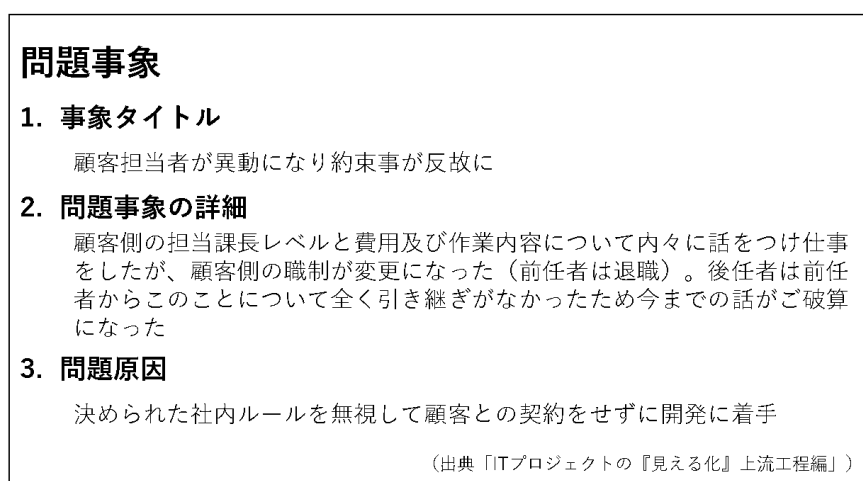 問題事象
1. 事象タイトル
顧客担当者が異動になり約束事が反故に
2. 問題事象の詳細
顧客側の担当課長レベルと費用及び作業内容について内々に話をつけ仕事
をしたが、顧客側の職制が変更になった（前任者は退職）。後任者は前任
者からこのことについて全く引き継ぎがなかったため今までの話がご破算
になった
3. 問題原因
決められた社内ルールを無視して顧客との契約をせずに開発に着手
（出典「ITプロジェクトの『見える化』上流工程編」）